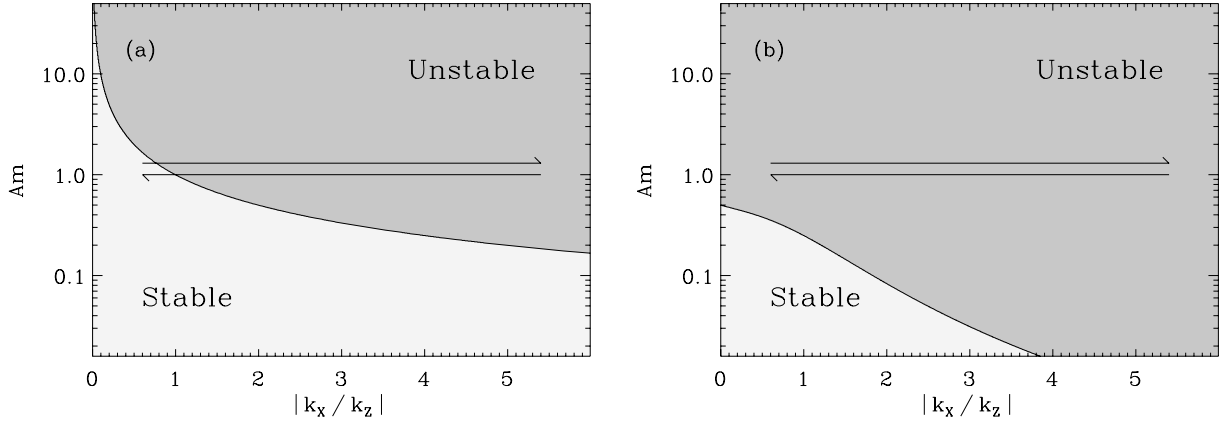 (a)
Unstable
10.0
1.0
0.1
Am
Stable
0 1 2 3 4 5
|kX / kZ|
(b)
Unstable
10.0
1.0
0.1
Am
Stable
0 1 2 3 4 5
|kX / kZ|